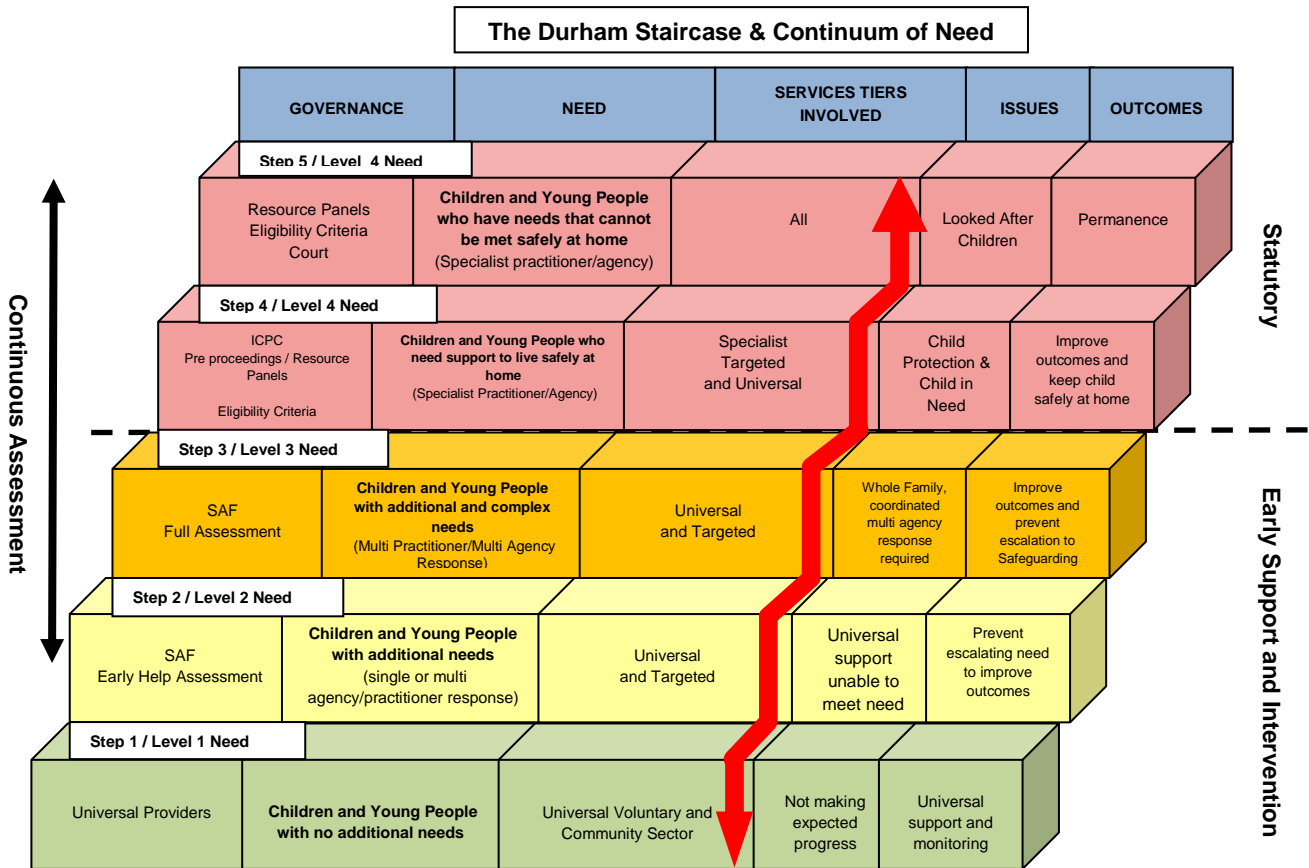 The Durham Staircase & Continuum of Need
GOVERNANCE
NEED
SERVICES TIERS
INVOLVED
ISSUES
OUTCOMES
Step 5 / Level 4 Need
Resource Panels
Eligibility Criteria
Court
Children and Young People
who have needs that cannot
be met safely at home
(Specialist practitioner/agency)
All
Looked After
Children
Permanence
Step 4 / Level 4 Need
ICPC
Pre proceedings / Resource
Panels
Eligibility Criteria
Children and Young People who
need support to live safely at
home
(Specialist Practitioner/Agency)
Specialist
Targeted
and Universal
Child
Protection &
Child in
Need
Improve
outcomes and
keep child
safely at home
Step 3 / Level 3 Need
SAF
Full Assessment
Children and Young People
with additional and complex
needs
(Multi Practitioner/Multi Agency
Response)
Universal
and Targeted
Whole Family,
coordinated
multi agency
response
required
Improve
outcomes and
prevent
escalation to
Safeguarding
Step 2 / Level 2 Need
SAF
Early Help Assessment
Children and Young People
with additional needs
(single or multi
agency/practitioner response)
Universal
and Targeted
Universal
support
unable to
meet need
Prevent
escalating need
to improve
outcomes
Step 1 / Level 1 Need
Universal Providers
Children and Young People
with no additional needs
Universal Voluntary and
Community Sector
Not making
expected
progress
Universal
support and
monitoring
Continuous Assessment
Statutory
Early Support and Intervention